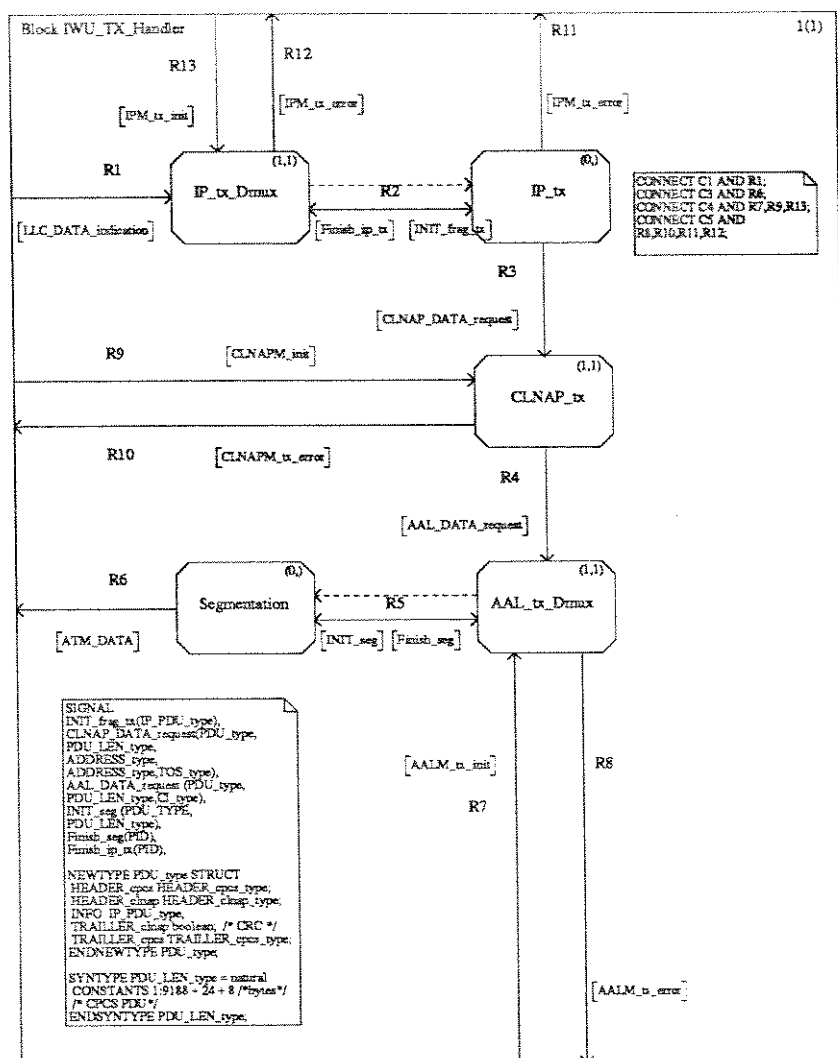 Block IWU_TX_Handler
1(1)
R13
R12
R11
[IPM_tx_init]
[IPM_tx_error]
[IPM_tx_error]
R1
(1,1)
IP_tx_Dmux
R2
(0,)
IP_tx
[LLC_DATA_indication]
[Finish_ip_tx]
[INIT_frag_tx]
CONNECT C1 AND R1;
CONNECT C3 AND R6;
CONNECT C4 AND R7,R9,R13;
CONNECT C5 AND
R8,R10,R11,R12;
R3
[CLNAP_DATA_request]
R9
[CLNAPM_init]
(1,1)
CLNAP_tx
R10
[CLNAPM_tx_error]
R4
[AAL_DATA_request]
R6
(0,)
Segmentation
R5
(1,1)
AAL_tx_Dmux
[ATM_DATA]
[INIT_seg]
[Finish_seg]
SIGNAL
INIT_frag_tx(IP_PDU_type),
CLNAP_DATA_request(PDU_type,
PDU_LEN_type,
ADDRESS_type,
ADDRESS_type,TOS_type),
AAL_DATA_request (PDU_type,
PDU_LEN_type,CI_type),
INIT_seg (PDU_TYPE,
PDU_LEN_type),
Finish_seg(PID),
Finish_ip_tx(PID),
NEWTYPE PDU_type STRUCT
HEADER_cpcs HEADER_cpcs_type;
HEADER_clnap HEADER_clnap_type;
INFO IP_PDU_type,
TRAILLER_clnap boolean; /* CRC */
TRAILLER_cpcs TRAILLER_cpcs_type;
ENDNEWTYPE PDU_type;
SYNTYPE PDU_LEN_type = natural
CONSTANTS 1:9188 + 24 + 8 /*bytes*/
/* CPCS PDU */
ENDSYNTYPE PDU_LEN_type;
[AALM_tx_init]
R7
R8
[AALM_tx_error]